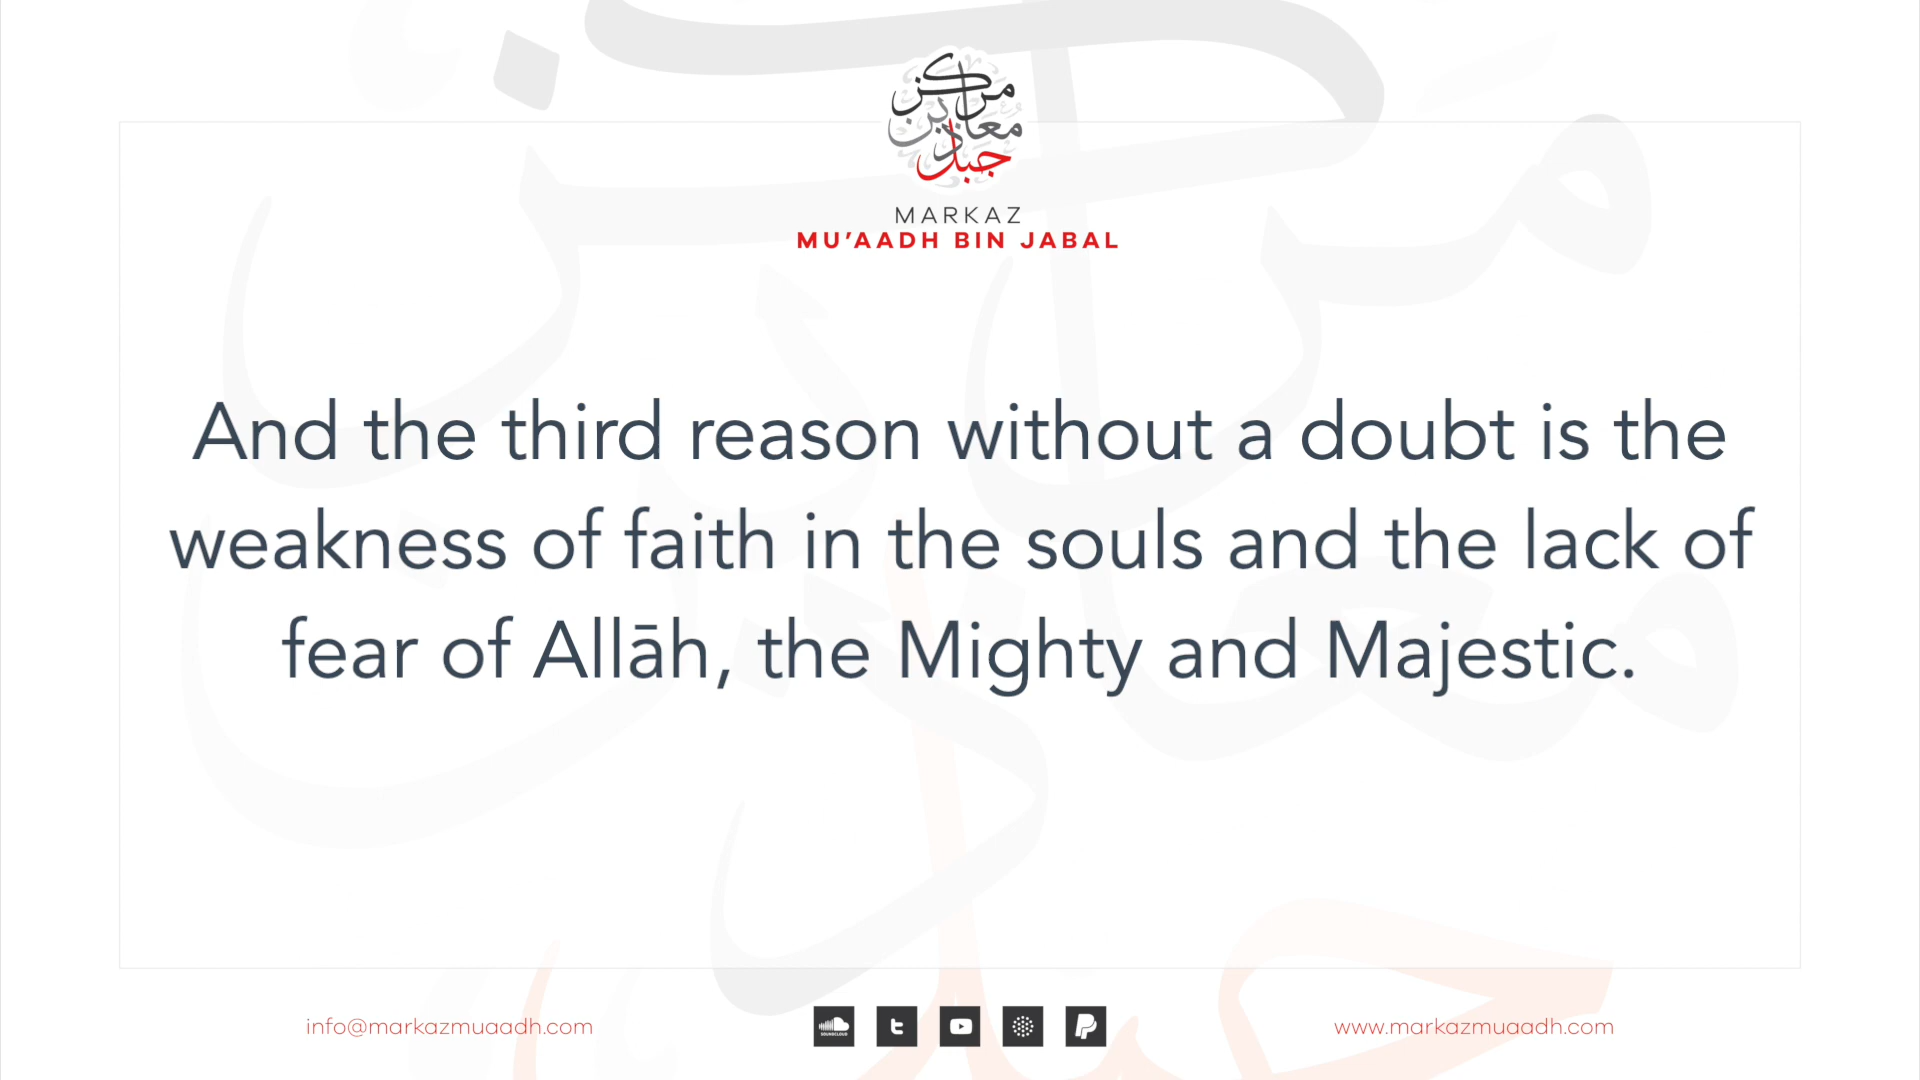 مركز
معاذ بن
جبل
MARKAZ
MU'AADH BIN JABAL
And the third reason without a doubt is the
weakness of faith in the souls and the lack of
fear of Allāh, the Mighty and Majestic.
info@markazmuaadh.com
SOUNDCLOUD
www.markazmuaadh.com